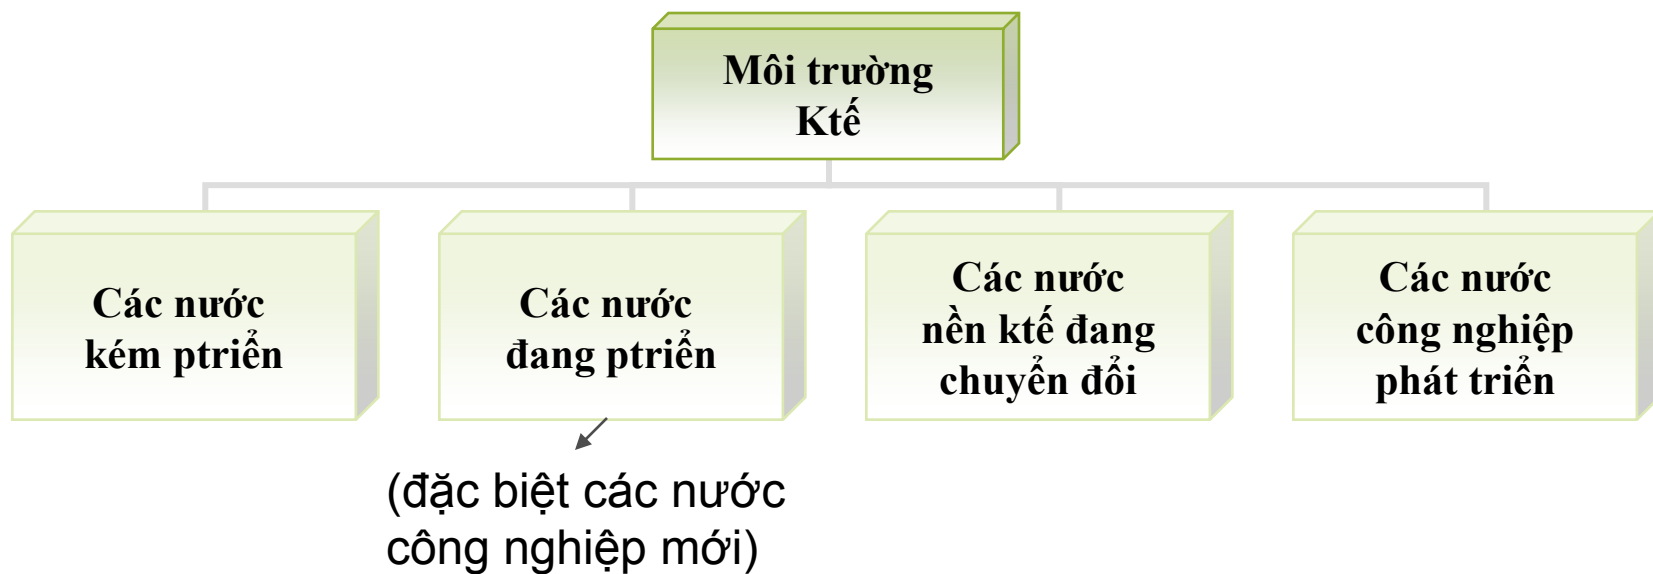 Môi trường
Ktế
Các nước
kém ptriển
Các nước
đang ptriển
Các nước
nền ktế đang
chuyển đổi
Các nước
công nghiệp
phát triển
(đặc biệt các nước
công nghiệp mới)